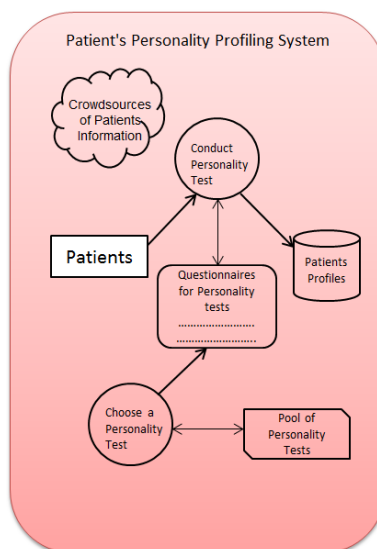 Patient's Personality Profiling System
Crowdsources
of Patients
Information
Conduct
Personality
Test
Patients
Patients
Profiles
Questionnaires
for Personality
tests
........................
.........................
Choose a
Personality
Test
Pool of
Personality
Tests